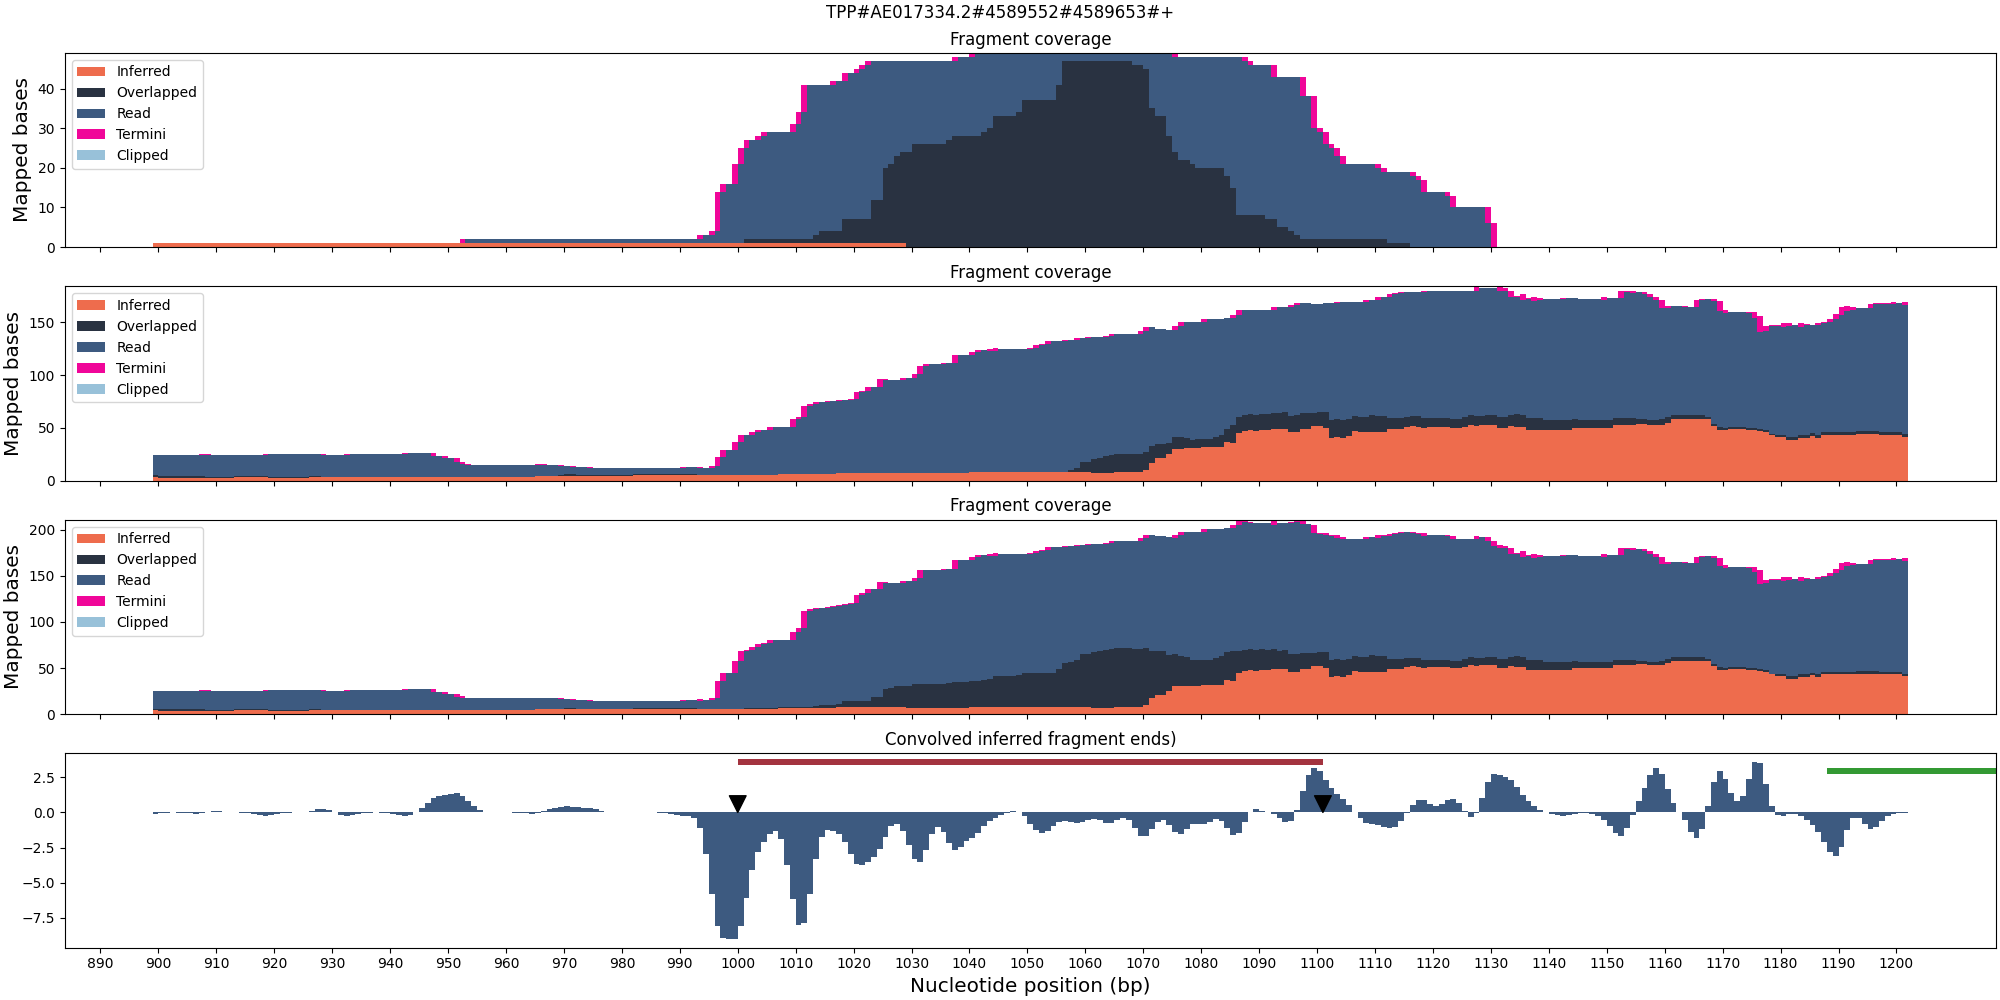 TPP#AE017334.2#4589552#4589653#+
Fragment coverage
Mapped bases
40
30
20
10
0
Inferred
Overlapped
Read
Termini
Clipped
Fragment coverage
Mapped bases
150
100
50
0
Inferred
Overlapped
Read
Termini
Clipped
Fragment coverage
Mapped bases
200
150
100
50
0
Inferred
Overlapped
Read
Termini
Clipped
Convolved inferred fragment ends)
2.5
0.0
−2.5
−5.0
−7.5
890 900 910 920 930 940 950 960 970 980 990 1000 1010 1020 1030 1040 1050 1060 1070 1080 1090 1100 1110 1120 1130 1140 1150 1160 1170 1180 1190 1200
Nucleotide position (bp)